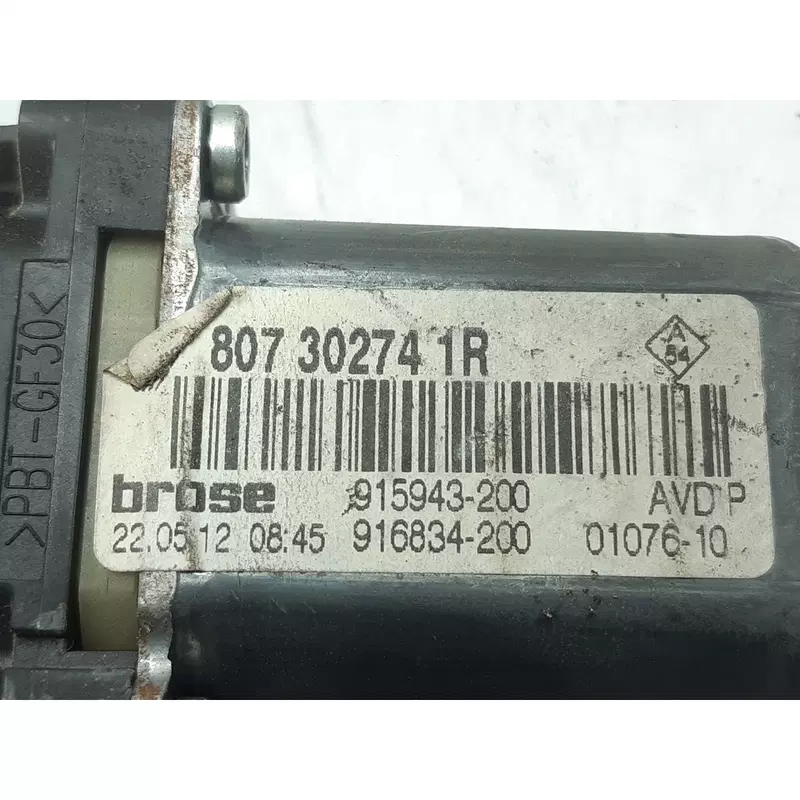 807 30274 1R
A
54
brose 915943-200 AVD P
22.05.12 08:45 916834-200 01076-10
>PBT-GF30<